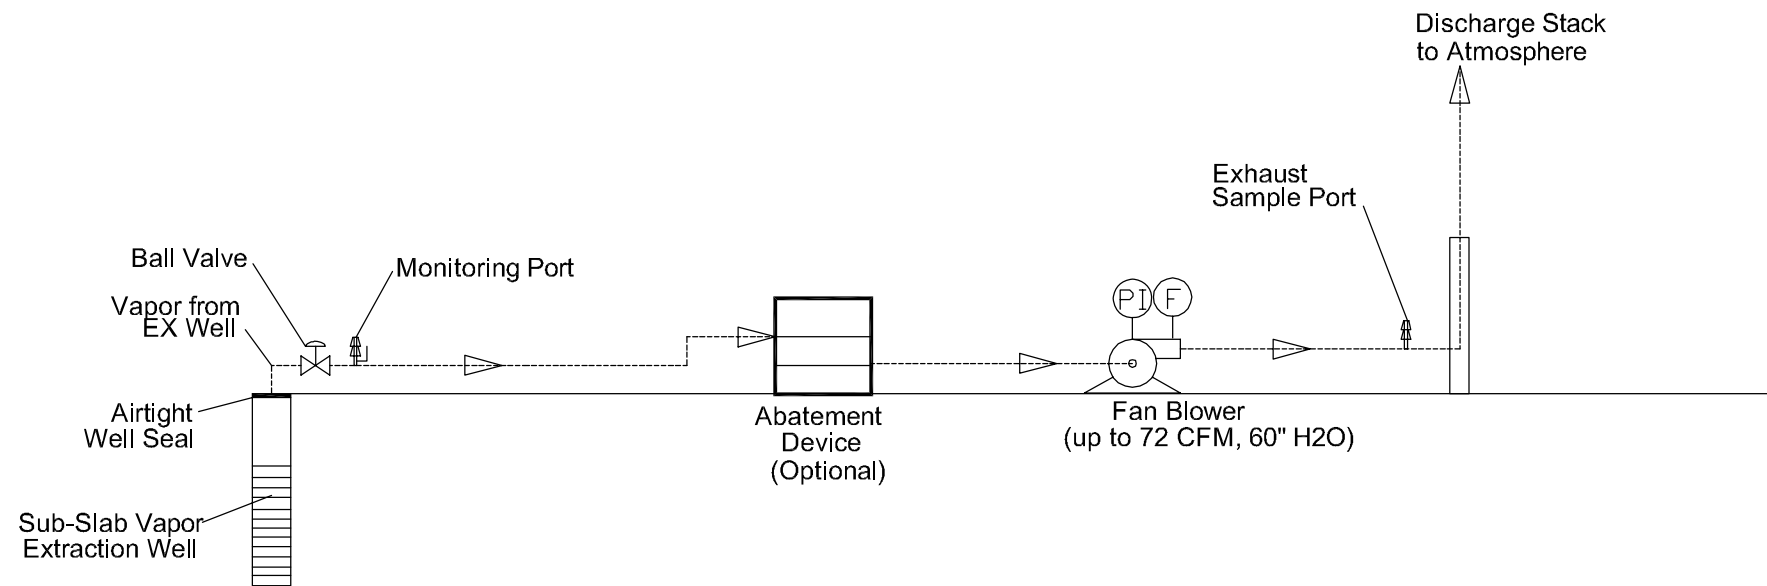 Discharge Stack
to Atmosphere
Exhaust
Sample Port
Ball Valve
Monitoring Port
Vapor from
EX Well
PI
F
Airtight
Well Seal
Abatement
Device
(Optional)
Fan Blower
(up to 72 CFM, 60" H2O)
Sub-Slab Vapor
Extraction Well